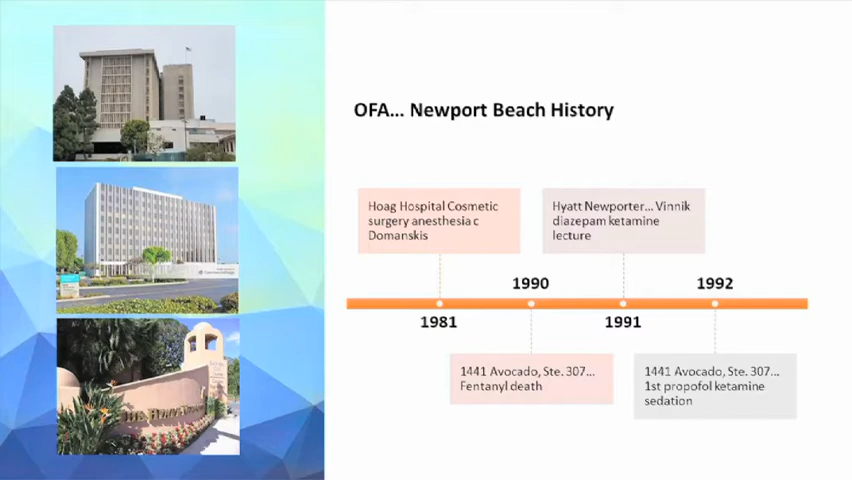 OFA... Newport Beach History
Hoag Hospital Cosmetic
surgery anesthesia c
Domanskis
Hyatt Newporter... Vinnik
diazepam ketamine
lecture
1990
1992
1981
1991
1441 Avocado, Ste. 307...
Fentanyl death
1441 Avocado, Ste. 307...
1st propofol ketamine
sedation